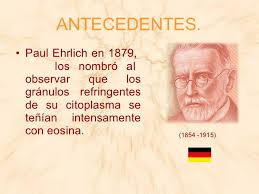 ANTECEDENTES.
• Paul Ehrlich en 1879,
los nombró al
observar que los
gránulos refringentes
de su citoplasma se
teñían intensamente
con eosina.
(1854 -1915)